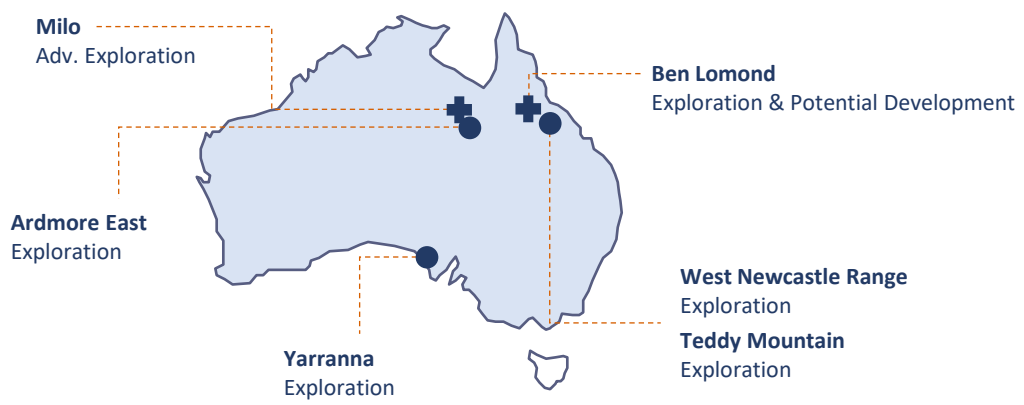 Milo
Adv. Exploration
Ben Lomond
Exploration & Potential Development
Ardmore East
Exploration
West Newcastle Range
Exploration
Teddy Mountain
Exploration
Yarranna
Exploration